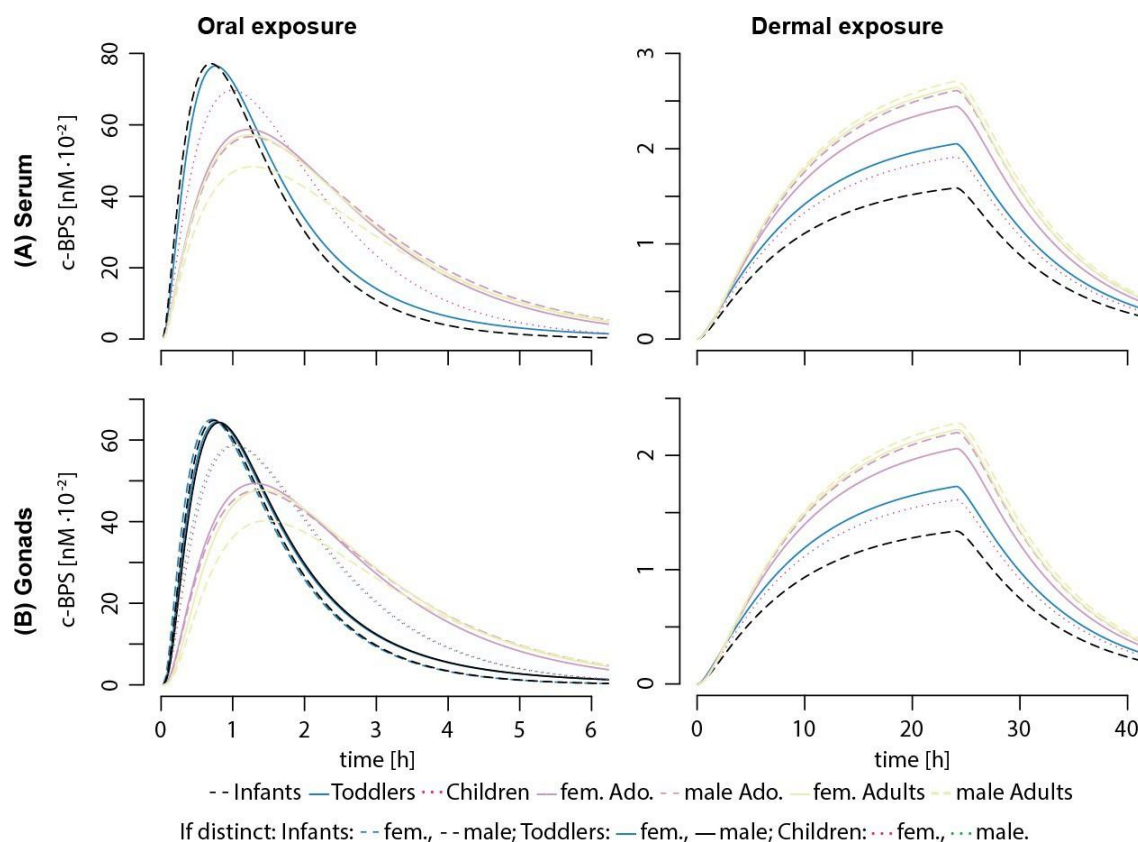 Oral exposure
Dermal exposure
(A) Serum
c-BPS [nM·10⁻²]
80
60
40
20
0
3
2
1
0
(B) Gonads
c-BPS [nM·10⁻²]
60
40
20
0
2
1
0
0 1 2 3 4 5 6
0 10 20 30 40
time [h]
time [h]
Infants Toddlers Children fem. Ado. male Ado. fem. Adults male Adults
If distinct: Infants: fem., male; Toddlers: fem., male; Children: fem., male.